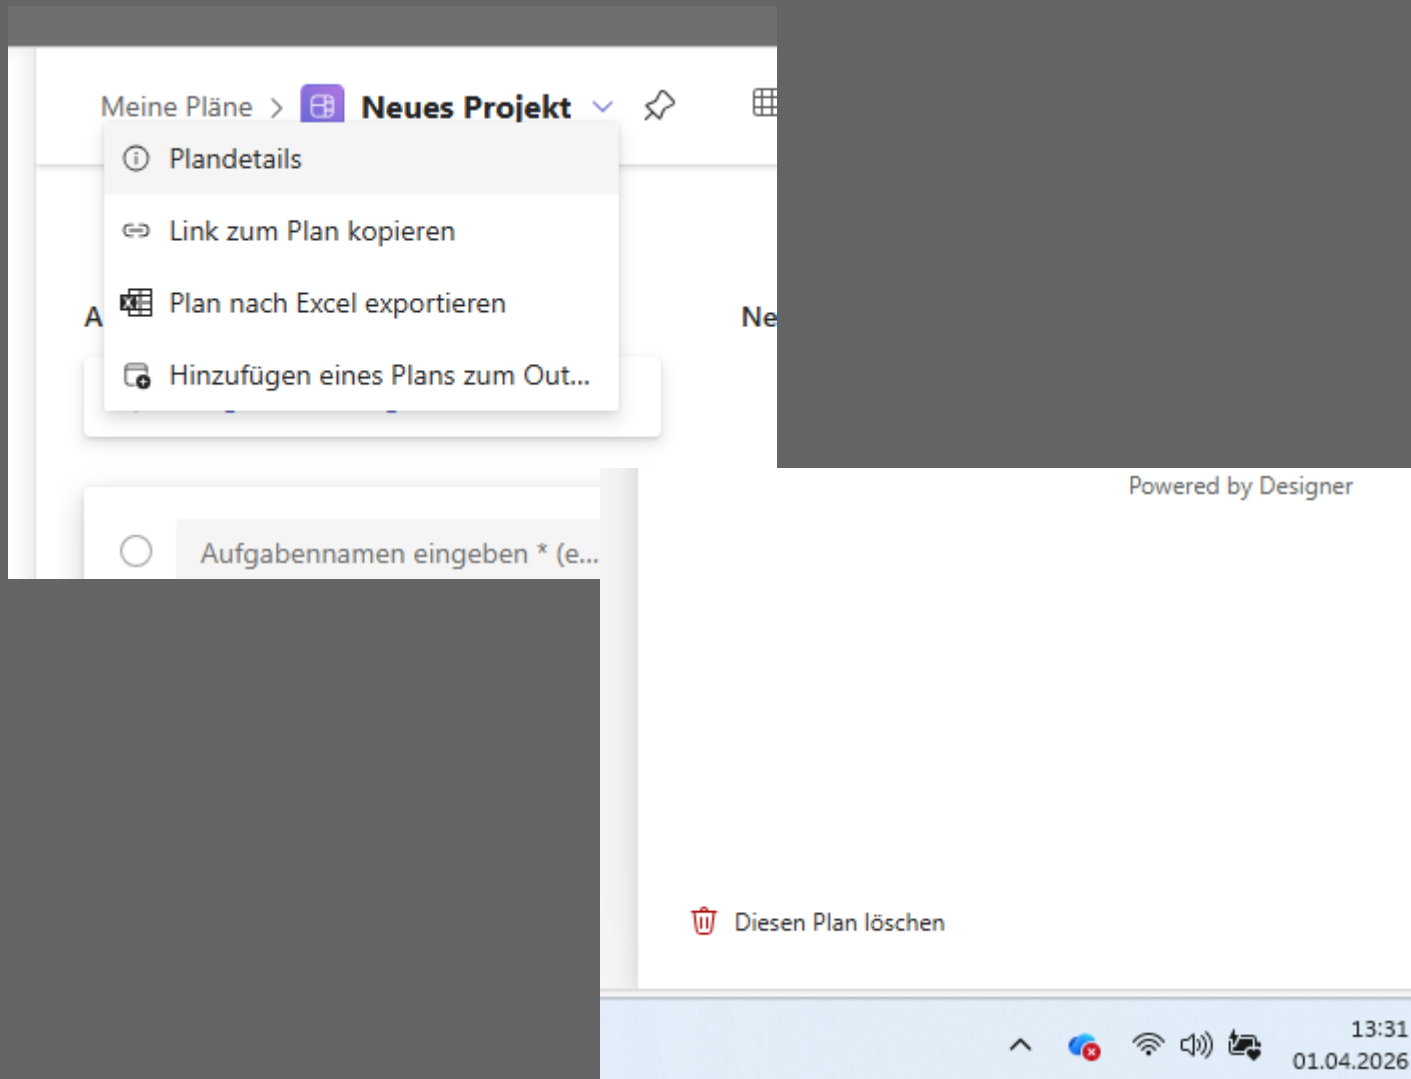 Meine Pläne > Neues Projekt
Plandetails
Link zum Plan kopieren
A
Plan nach Excel exportieren
Ne
Hinzufügen eines Plans zum Out...
Aufgabennamen eingeben * (e...
Powered by Designer
Diesen Plan löschen
13:31
01.04.2026